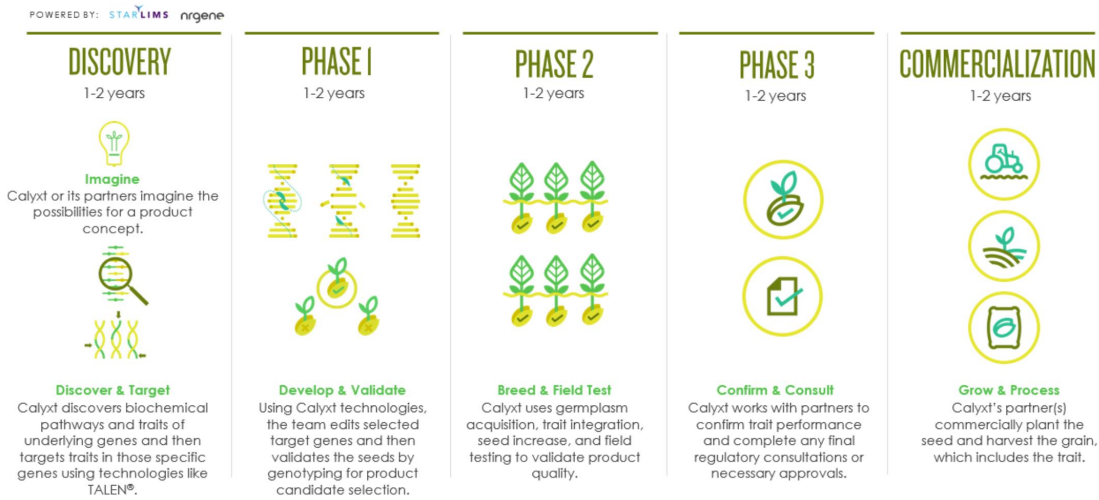 POWERED BY: STARLIMS nrgene
DISCOVERY
1-2 years
Imagine
Calyxt or its partners imagine the
possibilities for a product
concept.
Discover & Target
Calyxt discovers biochemical
pathways and traits of
underlying genes and then
targets traits in those specific
genes using technologies like
TALEN®.
PHASE 1
1-2 years
Develop & Validate
Using Calyxt technologies,
the team edits selected
target genes and then
validates the seeds by
genotyping for product
candidate selection.
PHASE 2
1-2 years
Breed & Field Test
Calyxt uses germplasm
acquisition, trait integration,
seed increase, and field
testing to validate product
quality.
PHASE 3
1-2 years
Confirm & Consult
Calyxt works with partners to
confirm trait performance
and complete any final
regulatory consultations or
necessary approvals.
COMMERCIALIZATION
1-2 years
Grow & Process
Calyxt's partner(s)
commercially plant the
seed and harvest the grain,
which includes the trait.